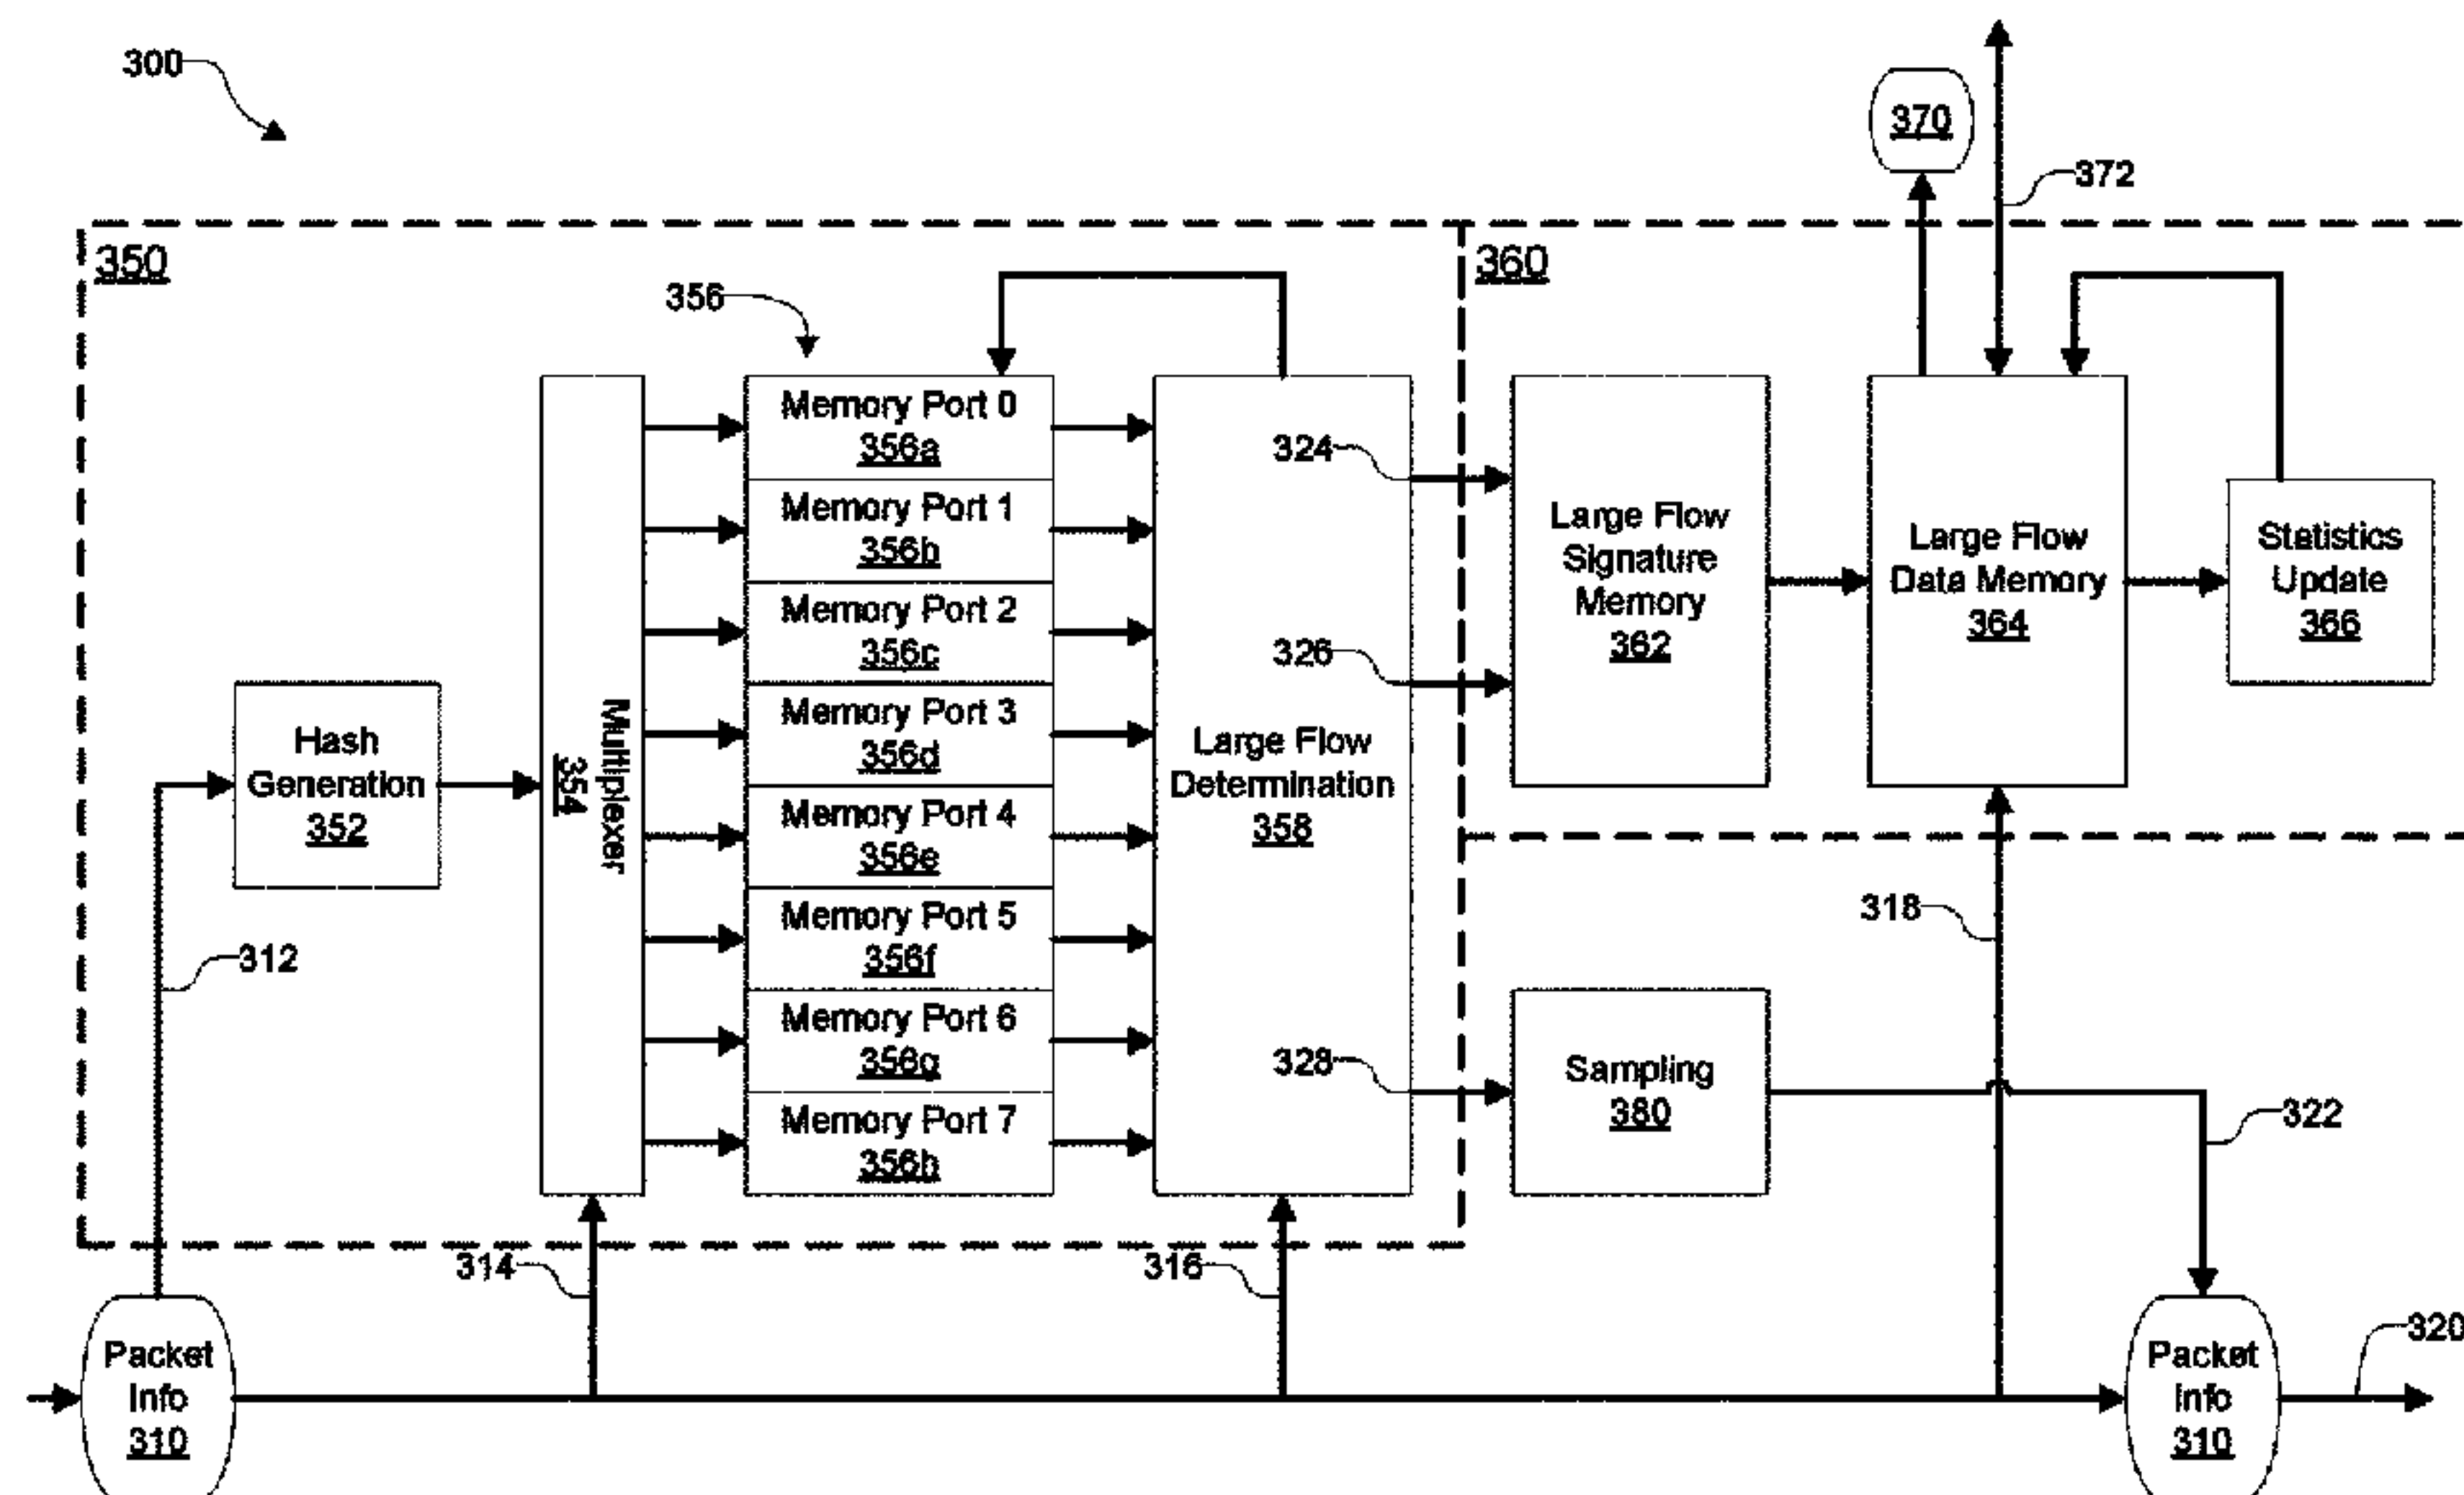 300
370
372
350
360
356
Memory Port 0
356a
Memory Port 1
356b
Memory Port 2
356c
Memory Port 3
356d
Memory Port 4
356e
Memory Port 5
356f
Memory Port 6
356g
Memory Port 7
356h
Hash
Generation
352
Multiplexer
354
Large Flow
Determination
358
324
326
328
Large Flow
Signature
Memory
362
Large Flow
Data Memory
364
Statistics
Update
366
Sampling
380
312
314
316
318
322
320
Packet
Info
310
Packet
Info
310